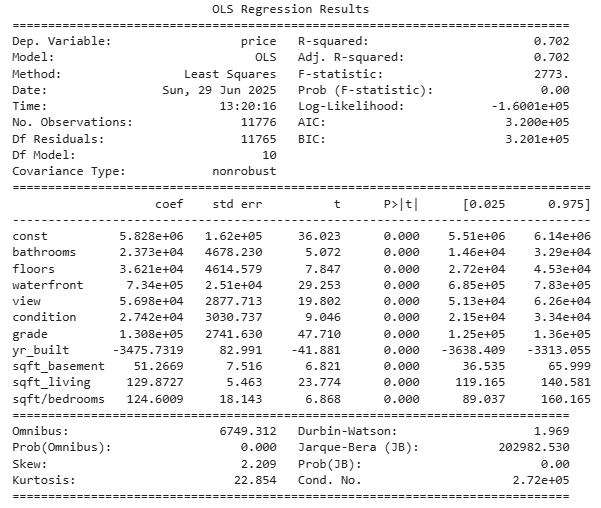 OLS Regression Results
==============================================================================
Dep. Variable:                  price   R-squared:                       0.702
Model:                            OLS   Adj. R-squared:                  0.702
Method:                 Least Squares   F-statistic:                     2773.
Date:                Sun, 29 Jun 2025   Prob (F-statistic):               0.00
Time:                        13:20:16   Log-Likelihood:            -1.6001e+05
No. Observations:               11776   AIC:                         3.200e+05
Df Residuals:                   11765   BIC:                         3.201e+05
Df Model:                          10
Covariance Type:            nonrobust
=================================================================================
                    coef    std err          t      P>|t|      [0.025      0.975]
---------------------------------------------------------------------------------
const          5.828e+06   1.62e+05     36.023      0.000    5.51e+06    6.14e+06
bathrooms      2.373e+04   4678.230      5.072      0.000    1.46e+04    3.29e+04
floors         3.621e+04   4614.579      7.847      0.000    2.72e+04    4.53e+04
waterfront      7.34e+05   2.51e+04     29.253      0.000    6.85e+05    7.83e+05
view           5.698e+04   2877.713     19.802      0.000    5.13e+04    6.26e+04
condition      2.742e+04   3030.737      9.046      0.000    2.15e+04    3.34e+04
grade          1.308e+05   2741.630     47.710      0.000    1.25e+05    1.36e+05
yr_built      -3475.7319     82.991    -41.881      0.000   -3638.409   -3313.055
sqft_basement    51.2669      7.516      6.821      0.000      36.535      65.999
sqft_living     129.8727      5.463     23.774      0.000     119.165     140.581
sqft/bedrooms   124.6009     18.143      6.868      0.000      89.037     160.165
==============================================================================
Omnibus:                     6749.312   Durbin-Watson:                   1.969
Prob(Omnibus):                  0.000   Jarque-Bera (JB):           202982.530
Skew:                           2.209   Prob(JB):                         0.00
Kurtosis:                      22.854   Cond. No.                     2.72e+05
==============================================================================